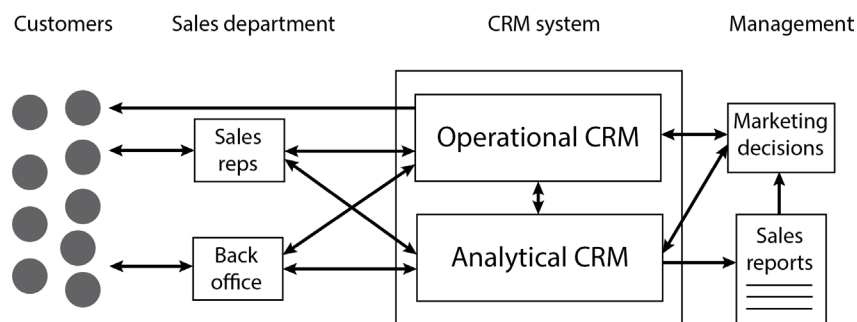 Customers
Sales department
CRM system
Management
Sales
reps
Operational CRM
Marketing
decisions
Back
office
Analytical CRM
Sales
reports